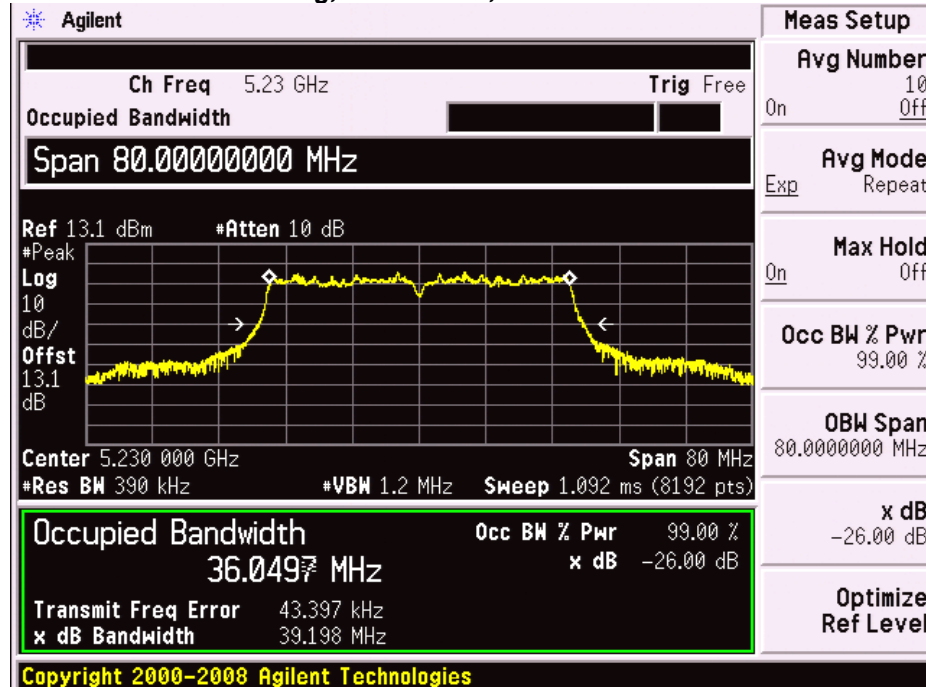 Agilent
Meas Setup
Ch Freq 5.23 GHz Trig Free
Occupied Bandwidth
Span 80.00000000 MHz
Ref 13.1 dBm #Atten 10 dB
#Peak
Log
10
dB/
Offst
13.1
dB
Center 5.230 000 GHz Span 80 MHz
#Res BW 390 kHz #VBW 1.2 MHz Sweep 1.092 ms (8192 pts)
Occupied Bandwidth Occ BW % Pwr 99.00 %
MHz x dB -26.00 dB
Transmit Freq Error 43.397 kHz
x dB Bandwidth 39.198 MHz
Copyright 2000-2008 Agilent Technologies
Avg Number
10
On Off
Avg Mode
Exp Repeat
Max Hold
On Off
Occ BW % Pwr
99.00 %
OBW Span
80.0000000 MHz
x dB
-26.00 dB
Optimize
Ref Level